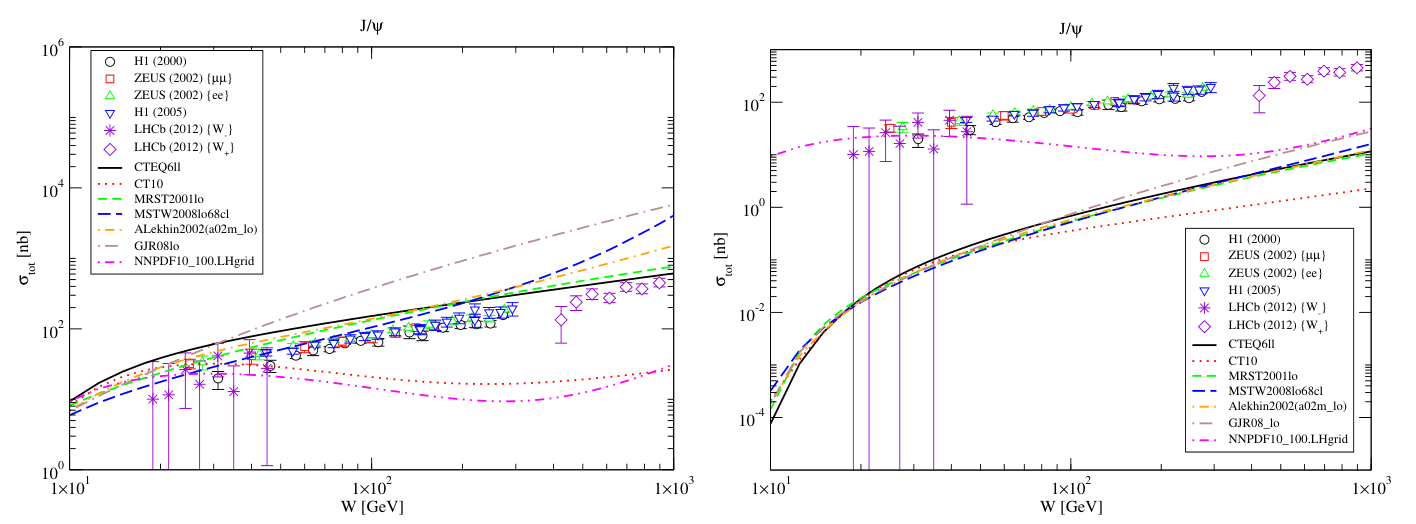 J/ψ
10^6
10^4
10^2
10^0
σ_tot [nb]
H1 (2000)
ZEUS (2002) {μμ}
ZEUS (2002) {ee}
H1 (2005)
LHCb (2012) {W_-}
LHCb (2012) {W_+}
CTEQ6ll
CT10
MRST2001lo
MSTW2008lo68cl
ALekhin2002(a02m_lo)
GJR08lo
NNPDF10_100.LHgrid
1×10^1
1×10^2
1×10^3
W [GeV]
J/ψ
10^2
10^0
10^-2
10^-4
σ_tot [nb]
H1 (2000)
ZEUS (2002) {μμ}
ZEUS (2002) {ee}
H1 (2005)
LHCb (2012) {W_-}
LHCb (2012) {W_+}
CTEQ6ll
CT10
MRST2001lo
MSTW2008lo68cl
Alekhin2002(a02m_lo)
GJR08_lo
NNPDF10_100.LHgrid
1×10^1
1×10^2
1×10^3
W [GeV]